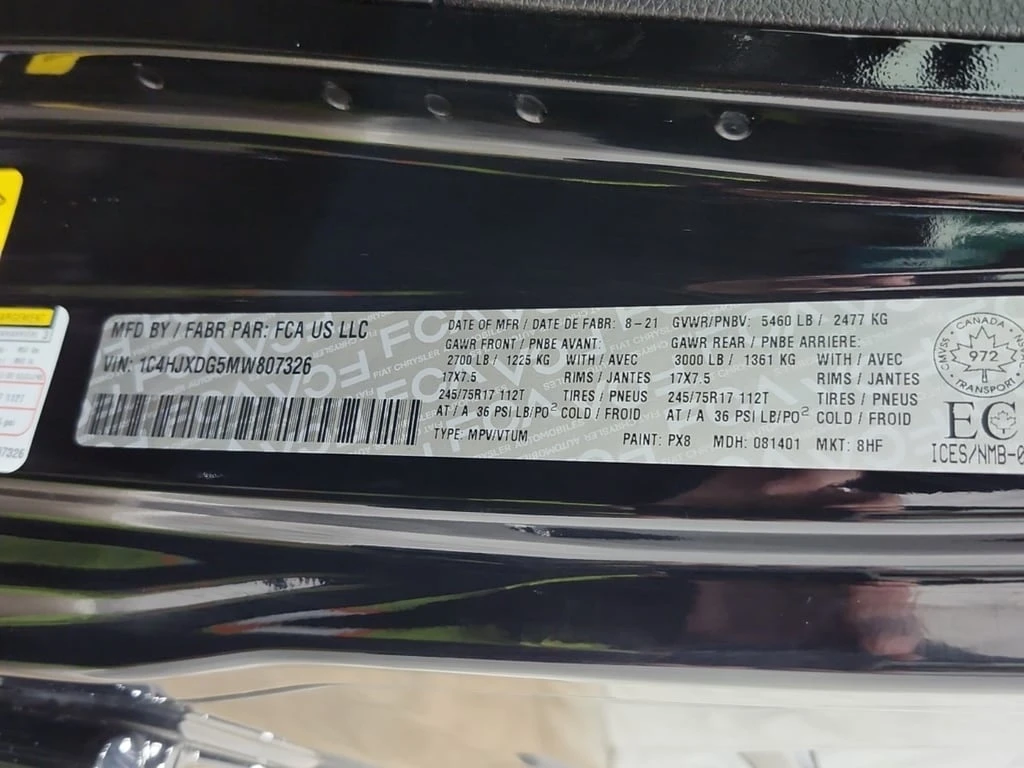 MFD BY / FABR PAR: FCA US LLC
VIN: 1C4HJXDG5MW807326
DATE OF MFR / DATE DE FABR: 8-21 GVWR/PNBV: 5460 LB / 2477 KG
GAWR FRONT / PNBE AVANT: GAWR REAR / PNBE ARRIERE:
2700 LB / 1225 KG WITH / AVEC 3000 LB / 1361 KG WITH / AVEC
17X7.5 RIMS / JANTES 17X7.5 RIMS / JANTES
245/75R17 112T TIRES / PNEUS 245/75R17 112T TIRES / PNEUS
AT / A 36 PSI LB/PO² COLD / FROID AT / A 36 PSI LB/PO² COLD / FROID
TYPE: MPV/VTUM PAINT: PX8 MDH: 081401 MKT: 8HF
CANADA
CMVSS
972
TRANSPORT
EC
ICES/NMB-0
07326